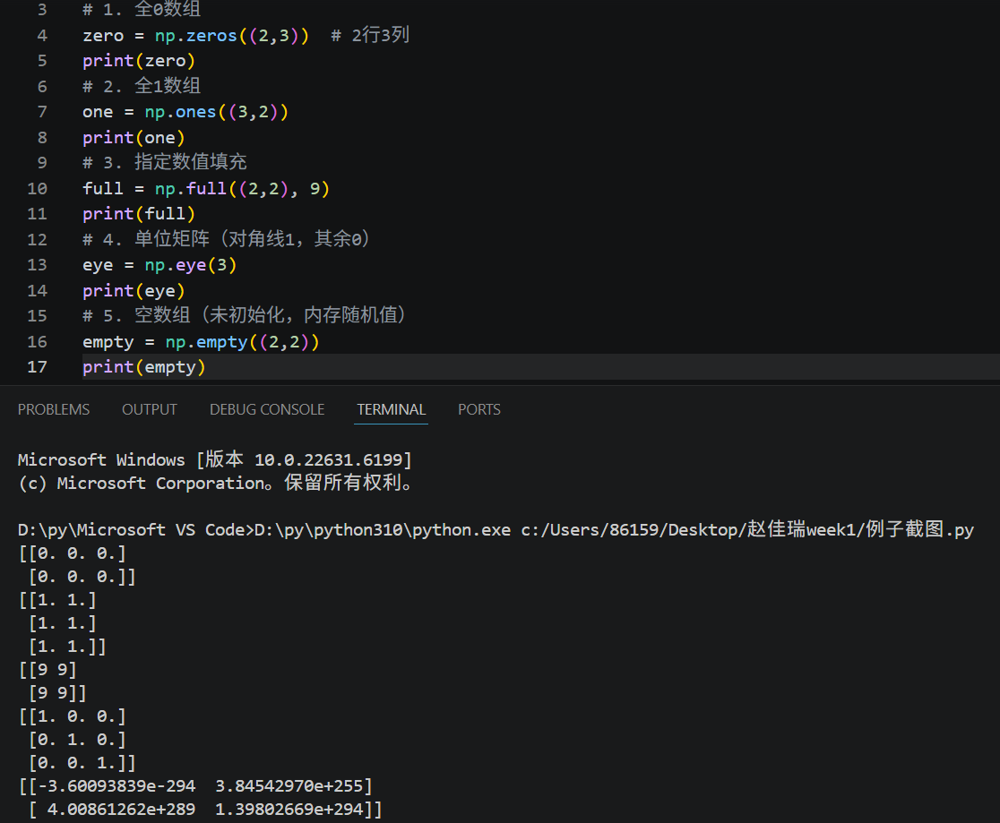 3 # 1. 全0数组
4 zero = np.zeros((2,3))  # 2行3列
5 print(zero)
6 # 2. 全1数组
7 one = np.ones((3,2))
8 print(one)
9 # 3. 指定数值填充
10 full = np.full((2,2), 9)
11 print(full)
12 # 4. 单位矩阵（对角线1，其余0）
13 eye = np.eye(3)
14 print(eye)
15 # 5. 空数组（未初始化，内存随机值）
16 empty = np.empty((2,2))
17 print(empty)
PROBLEMS OUTPUT DEBUG CONSOLE TERMINAL PORTS
Microsoft Windows [版本 10.0.22631.6199]
(c) Microsoft Corporation。保留所有权利。
D:\py\Microsoft VS Code>D:\py\python310\python.exe c:/Users/86159/Desktop/赵佳瑞week1/例子截图.py
[[0. 0. 0.]
 [0. 0. 0.]]
[[1. 1.]
 [1. 1.]
 [1. 1.]]
[[9 9]
 [9 9]]
[[1. 0. 0.]
 [0. 1. 0.]
 [0. 0. 1.]]
[[-3.60093839e-294  3.84542970e+255]
 [ 4.00861262e+289  1.39802669e+294]]